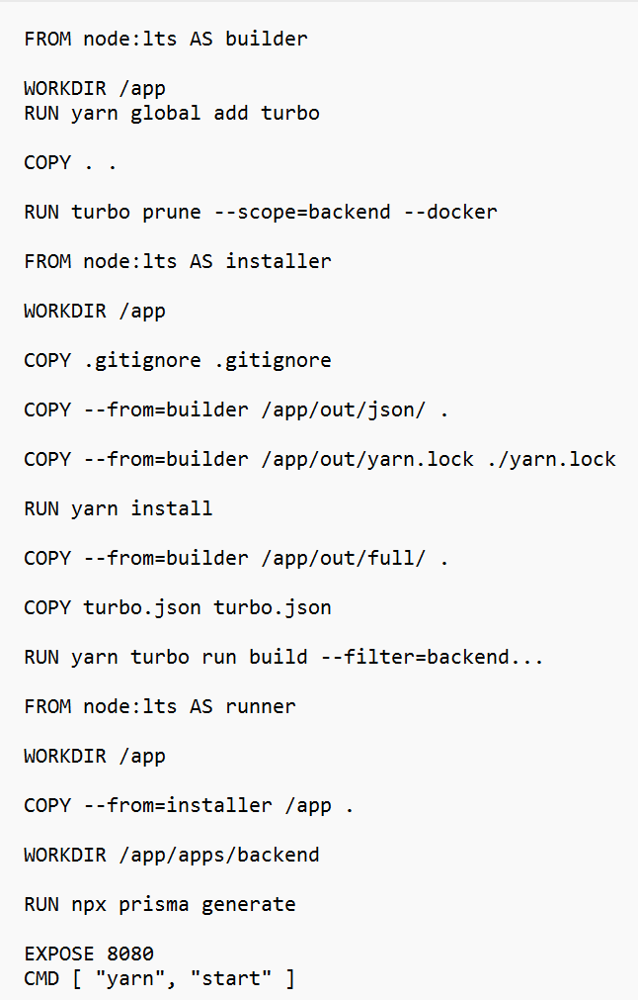 FROM node:lts AS builder
WORKDIR /app
RUN yarn global add turbo
COPY . .
RUN turbo prune --scope=backend --docker
FROM node:lts AS installer
WORKDIR /app
COPY .gitignore .gitignore
COPY --from=builder /app/out/json/ .
COPY --from=builder /app/out/yarn.lock ./yarn.lock
RUN yarn install
COPY --from=builder /app/out/full/ .
COPY turbo.json turbo.json
RUN yarn turbo run build --filter=backend...
FROM node:lts AS runner
WORKDIR /app
COPY --from=installer /app .
WORKDIR /app/apps/backend
RUN npx prisma generate
EXPOSE 8080
CMD [ "yarn", "start" ]